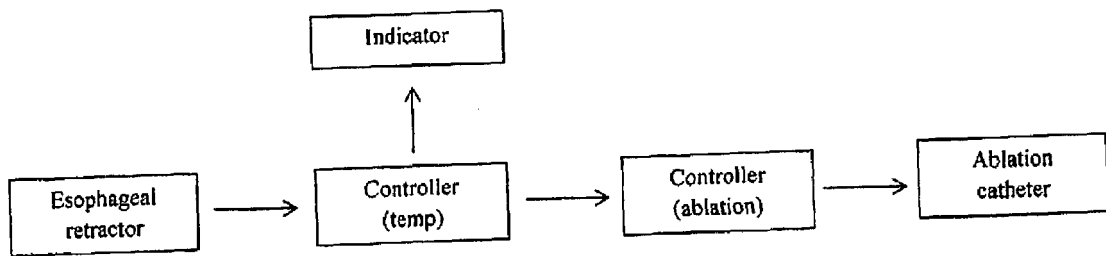 Indicator
Esophageal
retractor
Controller
(temp)
Controller
(ablation)
Ablation
catheter